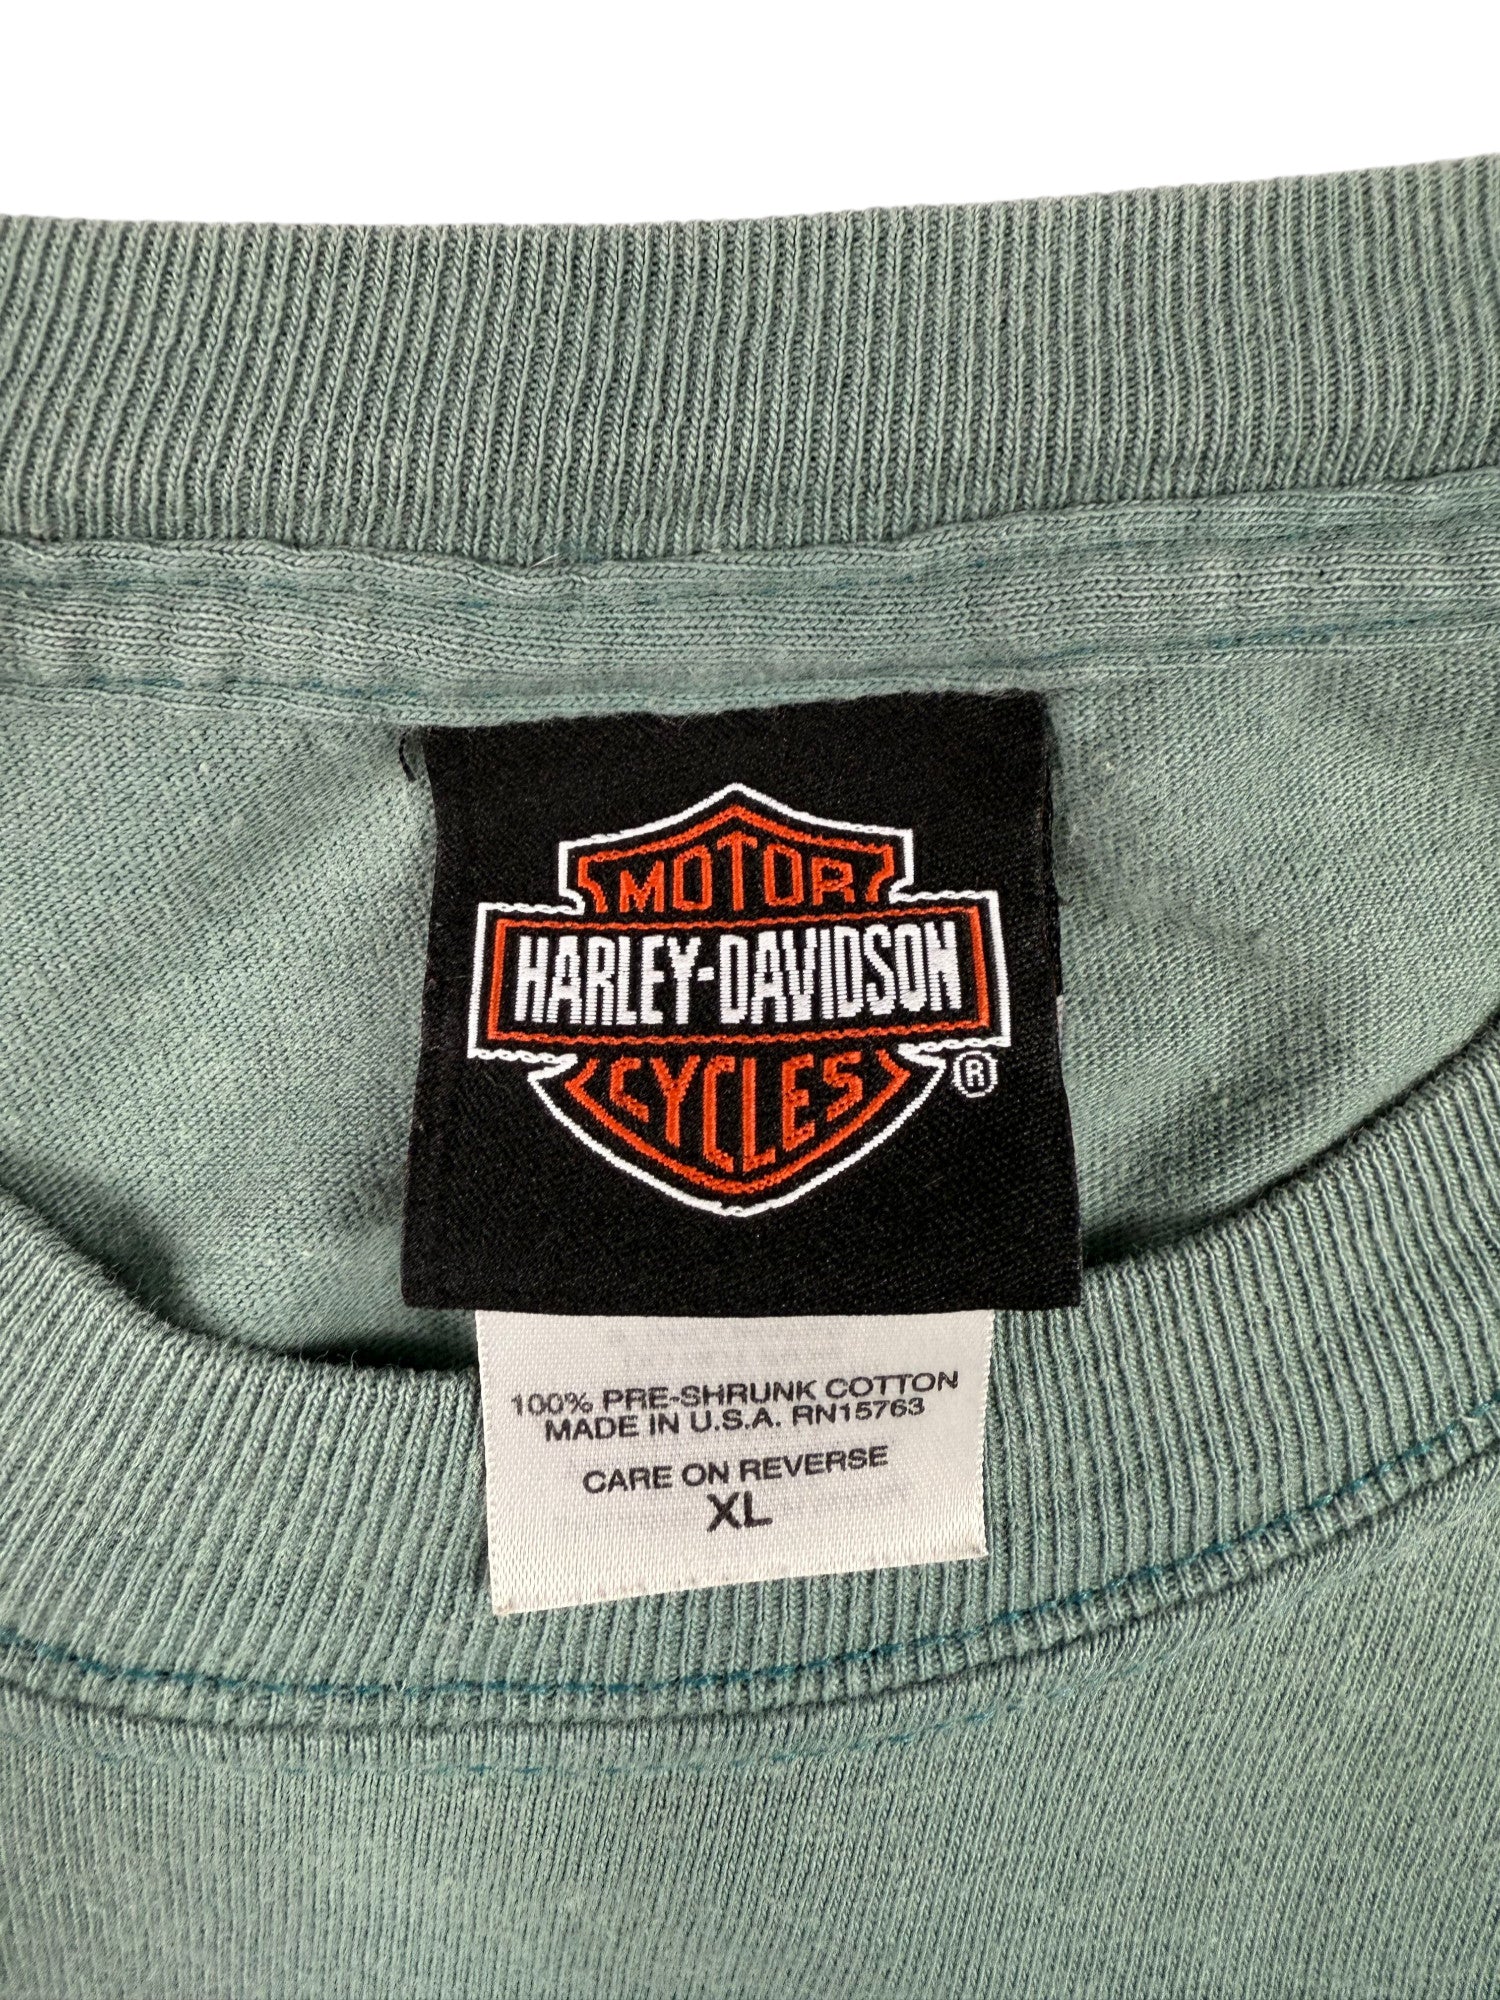 MOTOR
HARLEY-DAVIDSON
CYCLES
®
100% PRE-SHRUNK COTTON
MADE IN U.S.A. RN15763
CARE ON REVERSE
XL